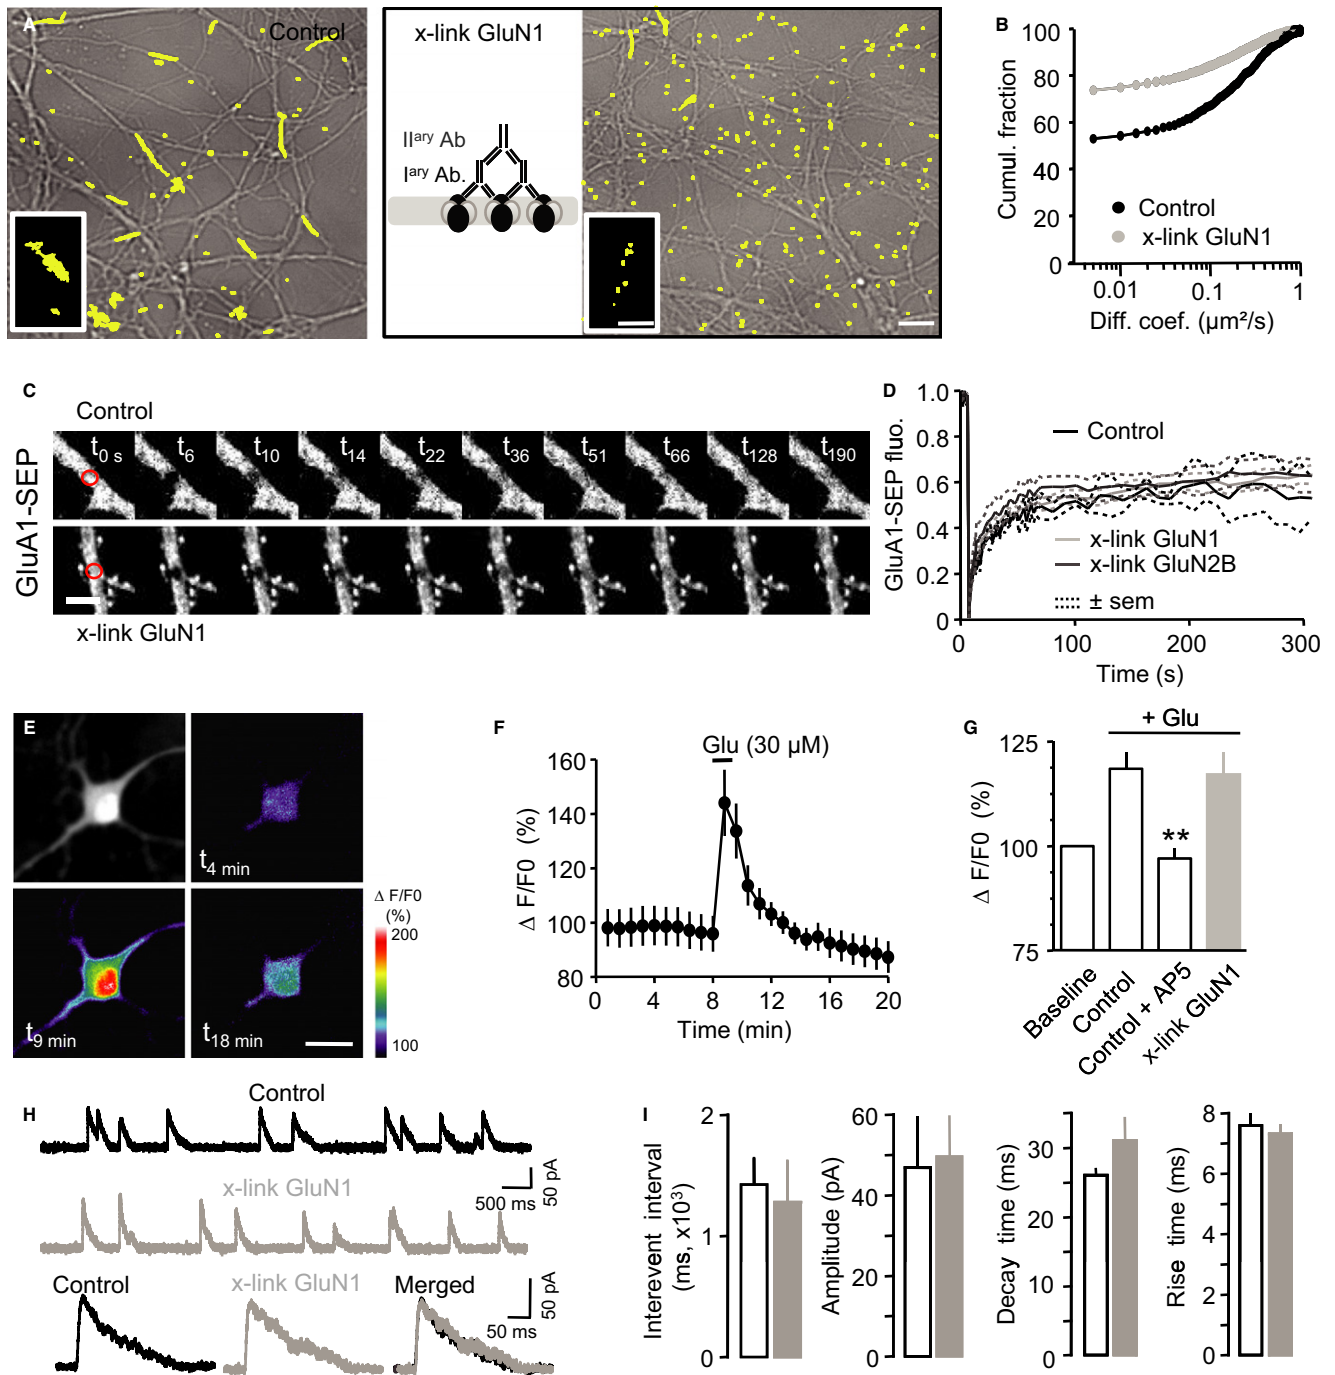 A
Control
x-link GluN1
IIary Ab
Iary Ab.
B
Cumul. fraction
100
80
60
40
20
0
Control
x-link GluN1
0.01
0.1
1
Diff. coef. (µm²/s)
C
Control
GluA1-SEP
t0 s
t6
t10
t14
t22
t36
t51
t66
t128
t190
x-link GluN1
D
GluA1-SEP fluo.
1.0
0.8
0.6
0.4
0.2
0
Control
x-link GluN1
x-link GluN2B
± sem
0
100
200
300
Time (s)
E
t4 min
t9 min
t18 min
Δ F/F0
(%)
200
100
F
Glu (30 µM)
Δ F/F0 (%)
160
140
120
100
80
0
4
8
12
16
20
Time (min)
G
+ Glu
Δ F/F0 (%)
125
100
75
**
Baseline
Control
Control + AP5
x-link GluN1
H
Control
x-link GluN1
500 ms
50 pA
Control
x-link GluN1
Merged
50 ms
50 pA
I
Interevent interval
(ms, x10³)
2
1
0
Amplitude (pA)
60
40
20
0
Decay time (ms)
30
20
10
0
Rise time (ms)
8
6
4
2
0